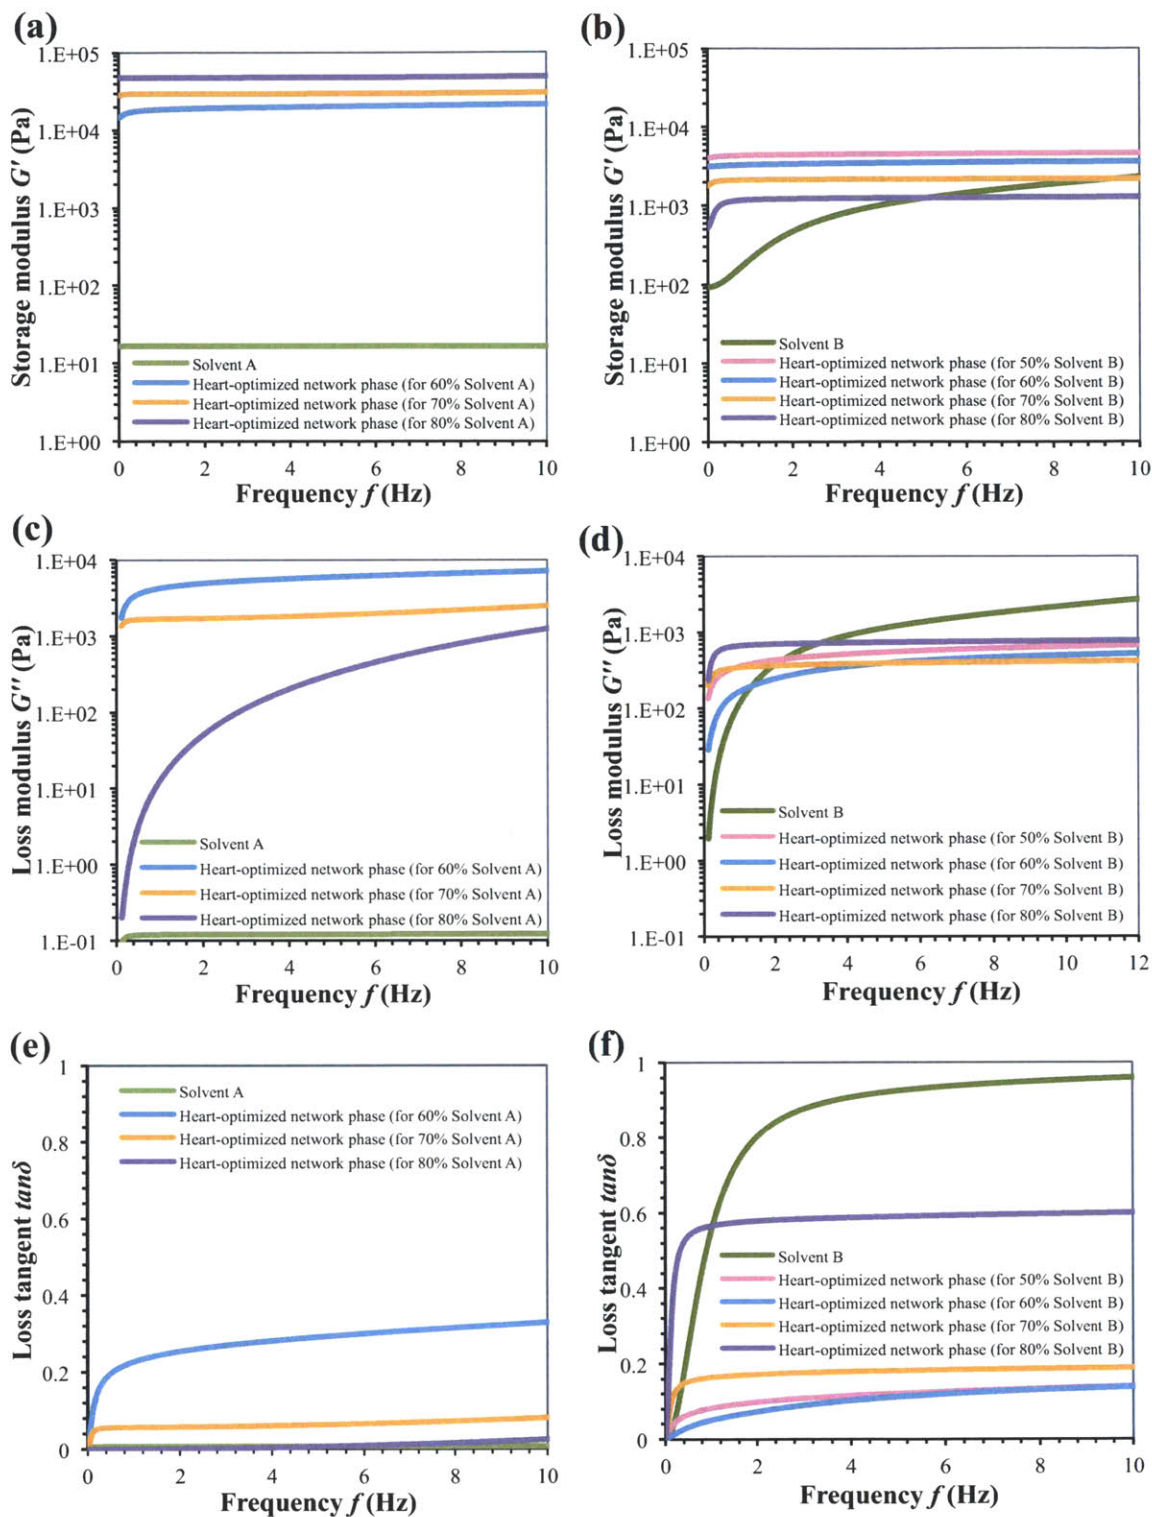 (a)
1.E+05
1.E+04
1.E+03
1.E+02
1.E+01
1.E+00
Storage modulus G′ (Pa)
Solvent A
Heart-optimized network phase (for 60% Solvent A)
Heart-optimized network phase (for 70% Solvent A)
Heart-optimized network phase (for 80% Solvent A)
0 2 4 6 8 10
Frequency f (Hz)
(b)
1.E+05
1.E+04
1.E+03
1.E+02
1.E+01
1.E+00
Storage modulus G′ (Pa)
Solvent B
Heart-optimized network phase (for 50% Solvent B)
Heart-optimized network phase (for 60% Solvent B)
Heart-optimized network phase (for 70% Solvent B)
Heart-optimized network phase (for 80% Solvent B)
0 2 4 6 8 10
Frequency f (Hz)
(c)
1.E+04
1.E+03
1.E+02
1.E+01
1.E+00
1.E-01
Loss modulus G″ (Pa)
Solvent A
Heart-optimized network phase (for 60% Solvent A)
Heart-optimized network phase (for 70% Solvent A)
Heart-optimized network phase (for 80% Solvent A)
0 2 4 6 8 10
Frequency f (Hz)
(d)
1.E+04
1.E+03
1.E+02
1.E+01
1.E+00
1.E-01
Loss modulus G″ (Pa)
Solvent B
Heart-optimized network phase (for 50% Solvent B)
Heart-optimized network phase (for 60% Solvent B)
Heart-optimized network phase (for 70% Solvent B)
Heart-optimized network phase (for 80% Solvent B)
0 2 4 6 8 10 12
Frequency f (Hz)
(e)
1
0.8
0.6
0.4
0.2
0
Loss tangent tanδ
Solvent A
Heart-optimized network phase (for 60% Solvent A)
Heart-optimized network phase (for 70% Solvent A)
Heart-optimized network phase (for 80% Solvent A)
0 2 4 6 8 10
Frequency f (Hz)
(f)
1
0.8
0.6
0.4
0.2
0
Loss tangent tanδ
Solvent B
Heart-optimized network phase (for 50% Solvent B)
Heart-optimized network phase (for 60% Solvent B)
Heart-optimized network phase (for 70% Solvent B)
Heart-optimized network phase (for 80% Solvent B)
0 2 4 6 8 10
Frequency f (Hz)